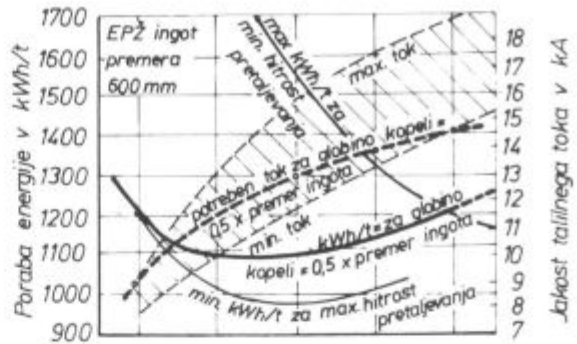 Poraba energije v kWh/t
1700
1600
1500
1400
1300
1200
1100
1000
900
EPŽ ingot
premera
600 mm
min. hitrost
pretaljevanja
max kWh/t za
max. tok
potreben tok za globino kopeli =
0,5 x premer ingota
min. tok
kWh/t = za globino
kopeli = 0,5 x premer ingota
min. kWh/t za max. hitrost
pretaljevanja
18
17
16
15
14
13
12
11
10
9
8
7
Jakost talilnega toka v kA